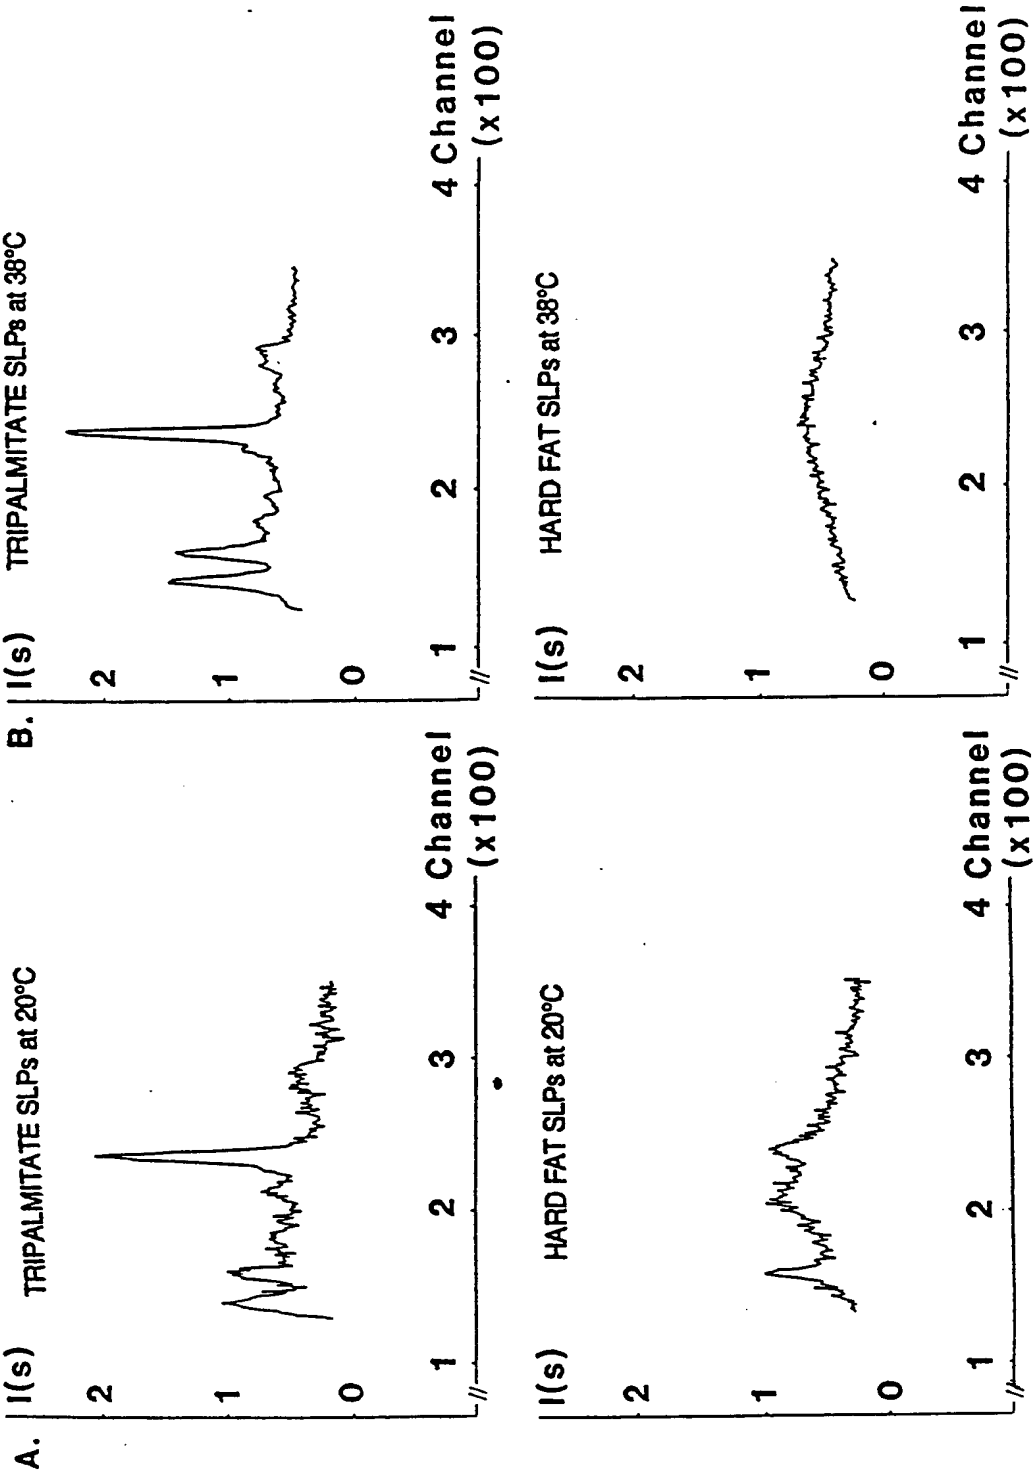 A.
I(s)
TRIPALMITATE SLPs at 20°C
2
1
0
1 2 3 4 Channel
(x100)
I(s)
HARD FAT SLPs at 20°C
2
1
0
1 2 3 4 Channel
(x100)
B.
I(s)
TRIPALMITATE SLPs at 38°C
2
1
0
1 2 3 4 Channel
(x100)
I(s)
HARD FAT SLPs at 38°C
2
1
0
1 2 3 4 Channel
(x100)